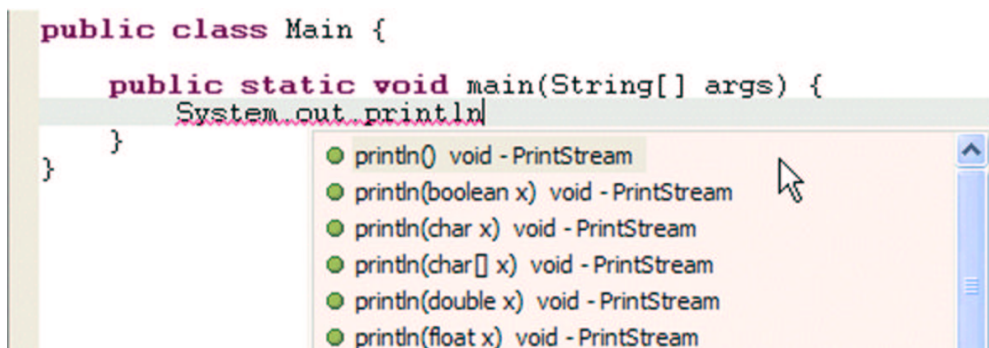 public class Main {
public static void main(String[] args) {
System.out.println
}
}
println() void - PrintStream
println(boolean x) void - PrintStream
println(char x) void - PrintStream
println(char[] x) void - PrintStream
println(double x) void - PrintStream
println(float x) void - PrintStream